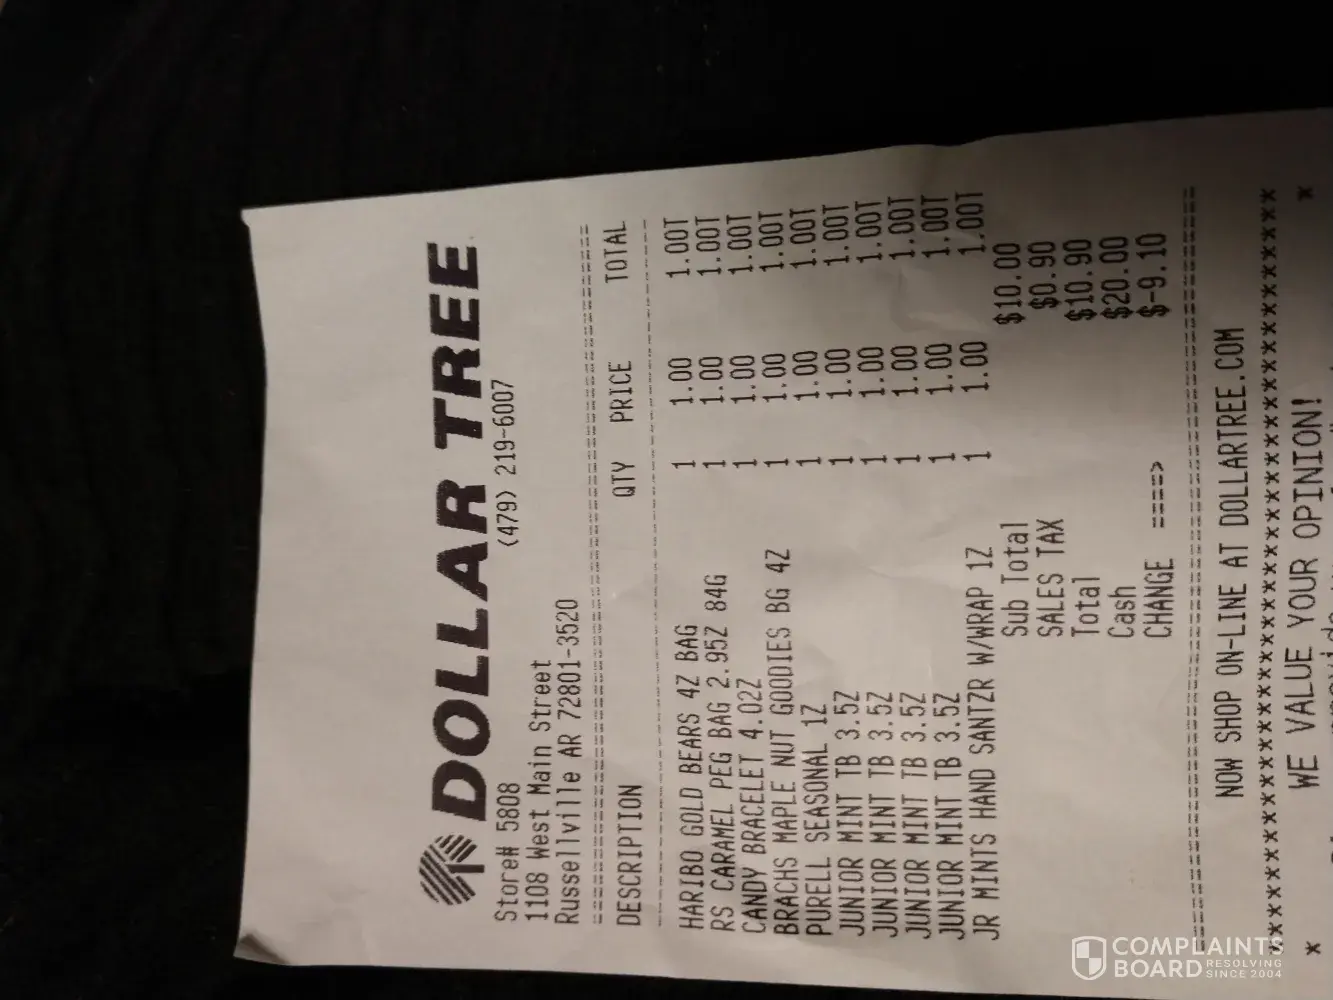 DOLLAR TREE
Store# 5808 (479) 219-6007
1108 West Main Street
Russellville AR 72801-3520
DESCRIPTION QTY PRICE TOTAL
HARIBO GOLD BEARS 4Z BAG 1 1.00 1.00T
RS CARAMEL PEG BAG 2.95Z 84G 1 1.00 1.00T
CANDY BRACELET 4.02Z 1 1.00 1.00T
BRACHS MAPLE NUT GOODIES BG 4Z 1 1.00 1.00T
PURELL SEASONAL 1Z 1 1.00 1.00T
JUNIOR MINT TB 3.5Z 1 1.00 1.00T
JUNIOR MINT TB 3.5Z 1 1.00 1.00T
JUNIOR MINT TB 3.5Z 1 1.00 1.00T
JUNIOR MINT TB 3.5Z 1 1.00 1.00T
JR MINTS HAND SANTZR W/WRAP 1Z 1 1.00 1.00T
Sub Total $10.00
SALES TAX $0.90
Total $10.90
Cash $20.00
CHANGE ====> $-9.10
NOW SHOP ON-LINE AT DOLLARTREE.COM
* WE VALUE YOUR OPINION! *
COMPLAINTS
BOARD RESOLVING
SINCE 2004